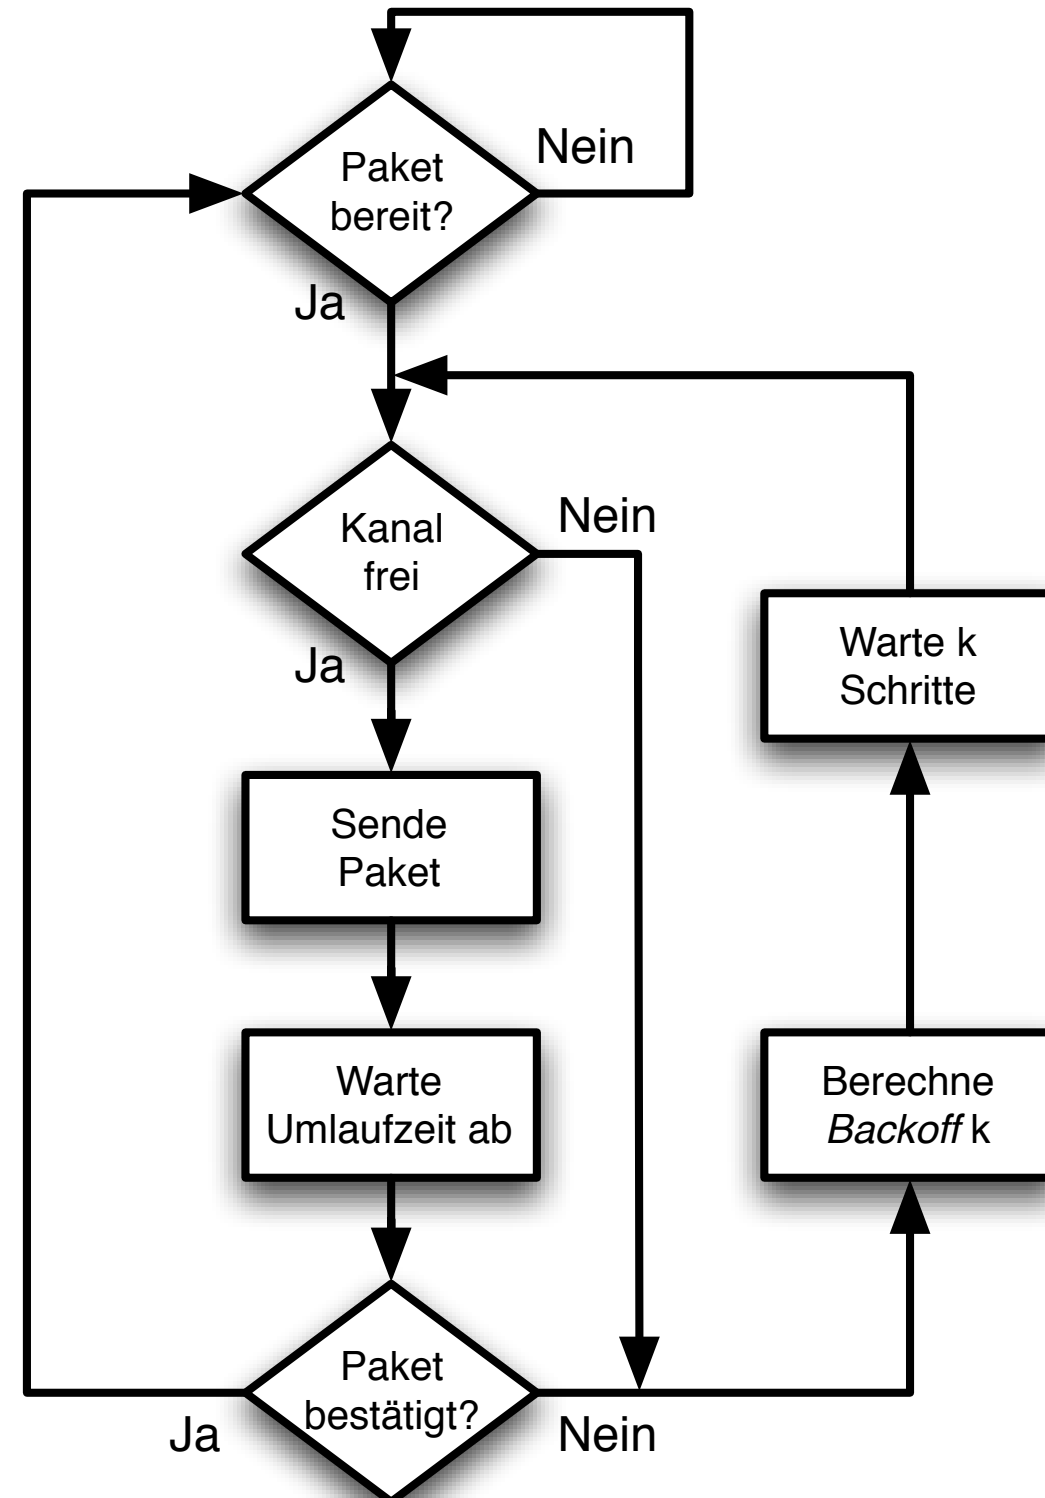 Paket
bereit?
Nein
Ja
Kanal
frei
Nein
Ja
Warte k
Schritte
Sende
Paket
Warte
Umlaufzeit ab
Berechne
Backoff k
Paket
bestätigt?
Ja
Nein